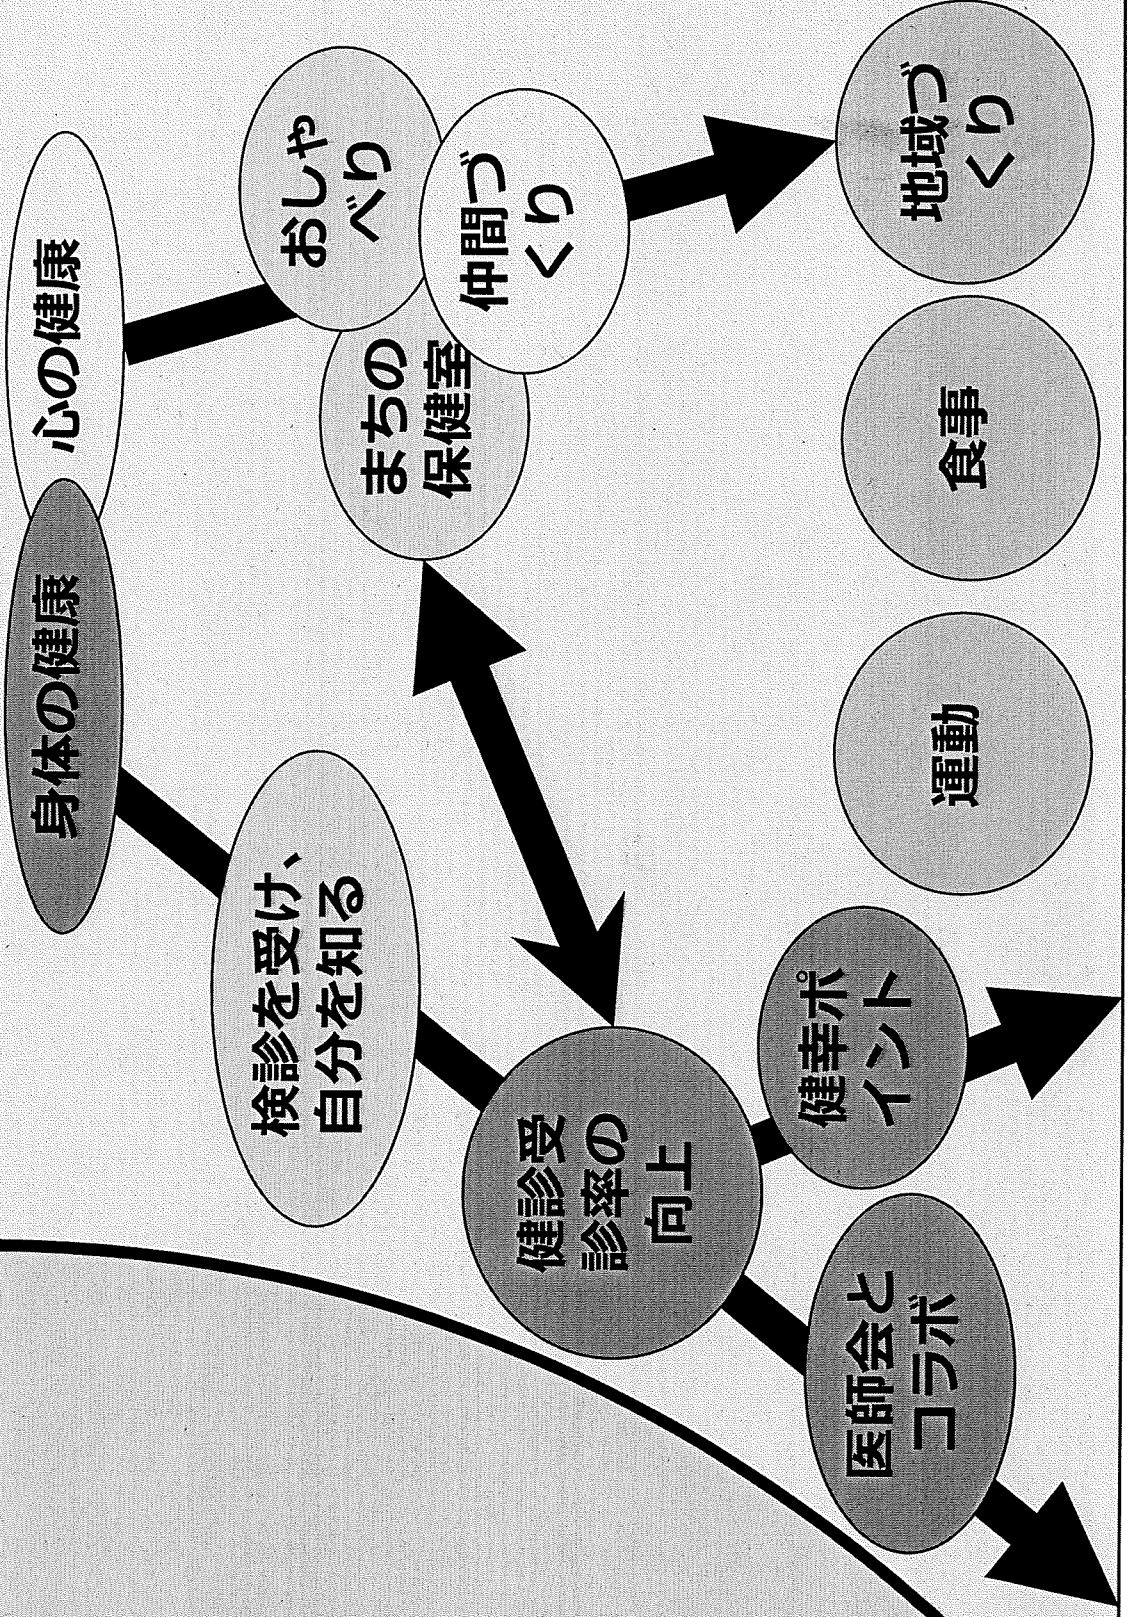 身体の健康
心の健康
検診を受け、
自分を知る
おしゃ
べり
まちの
保健室
仲間づ
くり
健診受
診率の
向上
医師会と
コラボ
健幸ポ
イント
運動
食事
地域づ
くり